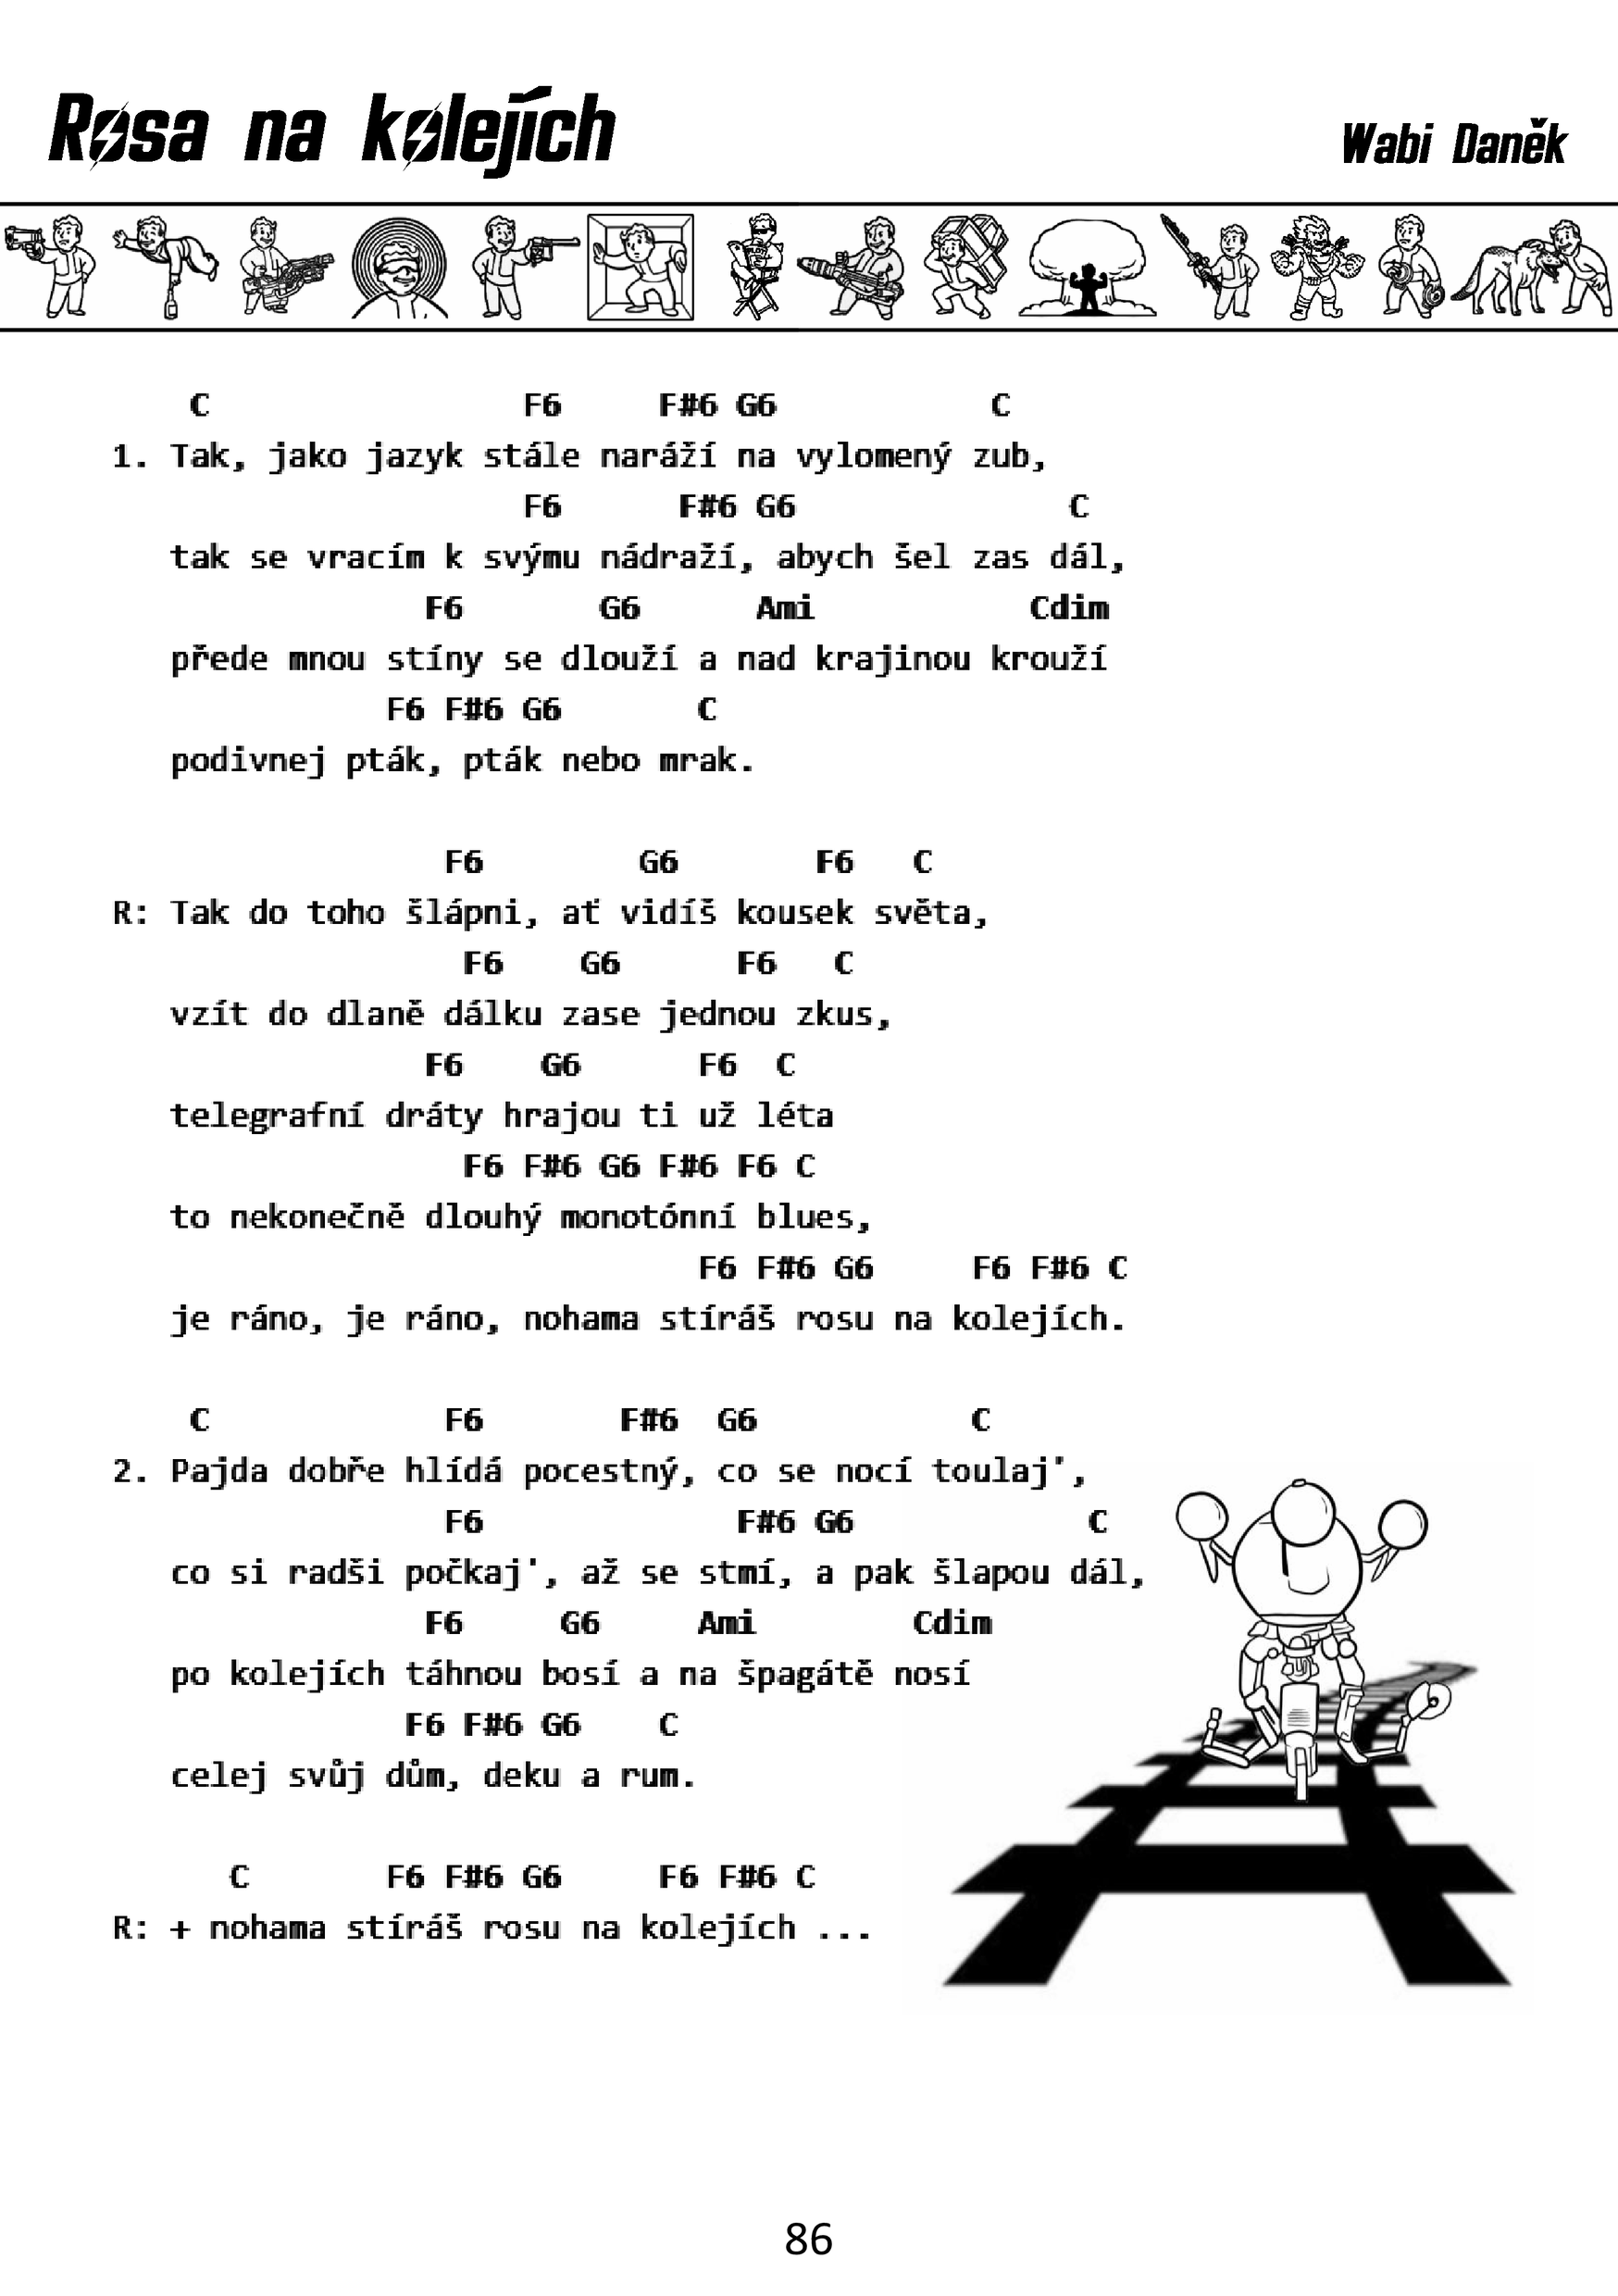 Rosa na kolejích
Wabi Daněk
C F6 F#6 G6 C
1. Tak, jako jazyk stále naráží na vylomený zub,
F6 F#6 G6 C
tak se vracím k svýmu nádraží, abych šel zas dál,
F6 G6 Ami Cdim
přede mnou stíny se dlouží a nad krajinou krouží
F6 F#6 G6 C
podivnej pták, pták nebo mrak.
F6 G6 F6 C
R: Tak do toho šlápni, ať vidíš kousek světa,
F6 G6 F6 C
vzít do dlaně dálku zase jednou zkus,
F6 G6 F6 C
telegrafní dráty hrajou ti už léta
F6 F#6 G6 F#6 F6 C
to nekonečně dlouhý monotónní blues,
F6 F#6 G6 F6 F#6 C
je ráno, je ráno, nohama stíráš rosu na kolejích.
C F6 F#6 G6 C
2. Pajda dobře hlídá pocestný, co se nocí toulaj',
F6 F#6 G6 C
co si radši počkaj', až se stmí, a pak šlapou dál,
F6 G6 Ami Cdim
po kolejích táhnou bosí a na špagátě nosí
F6 F#6 G6 C
celej svůj dům, deku a rum.
C F6 F#6 G6 F6 F#6 C
R: + nohama stíráš rosu na kolejích ...
86